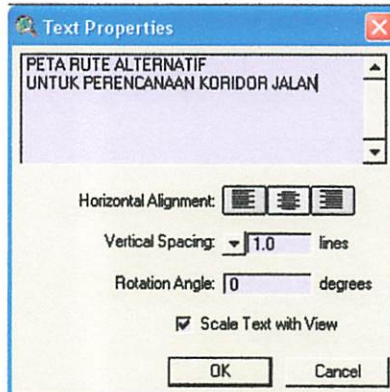 Text Properties
PETA RUTE ALTERNATIF
UNTUK PERENCANAAN KORIDOR JALAN
Horizontal Alignment:
Vertical Spacing: 1.0 lines
Rotation Angle: 0 degrees
Scale Text with View
OK Cancel